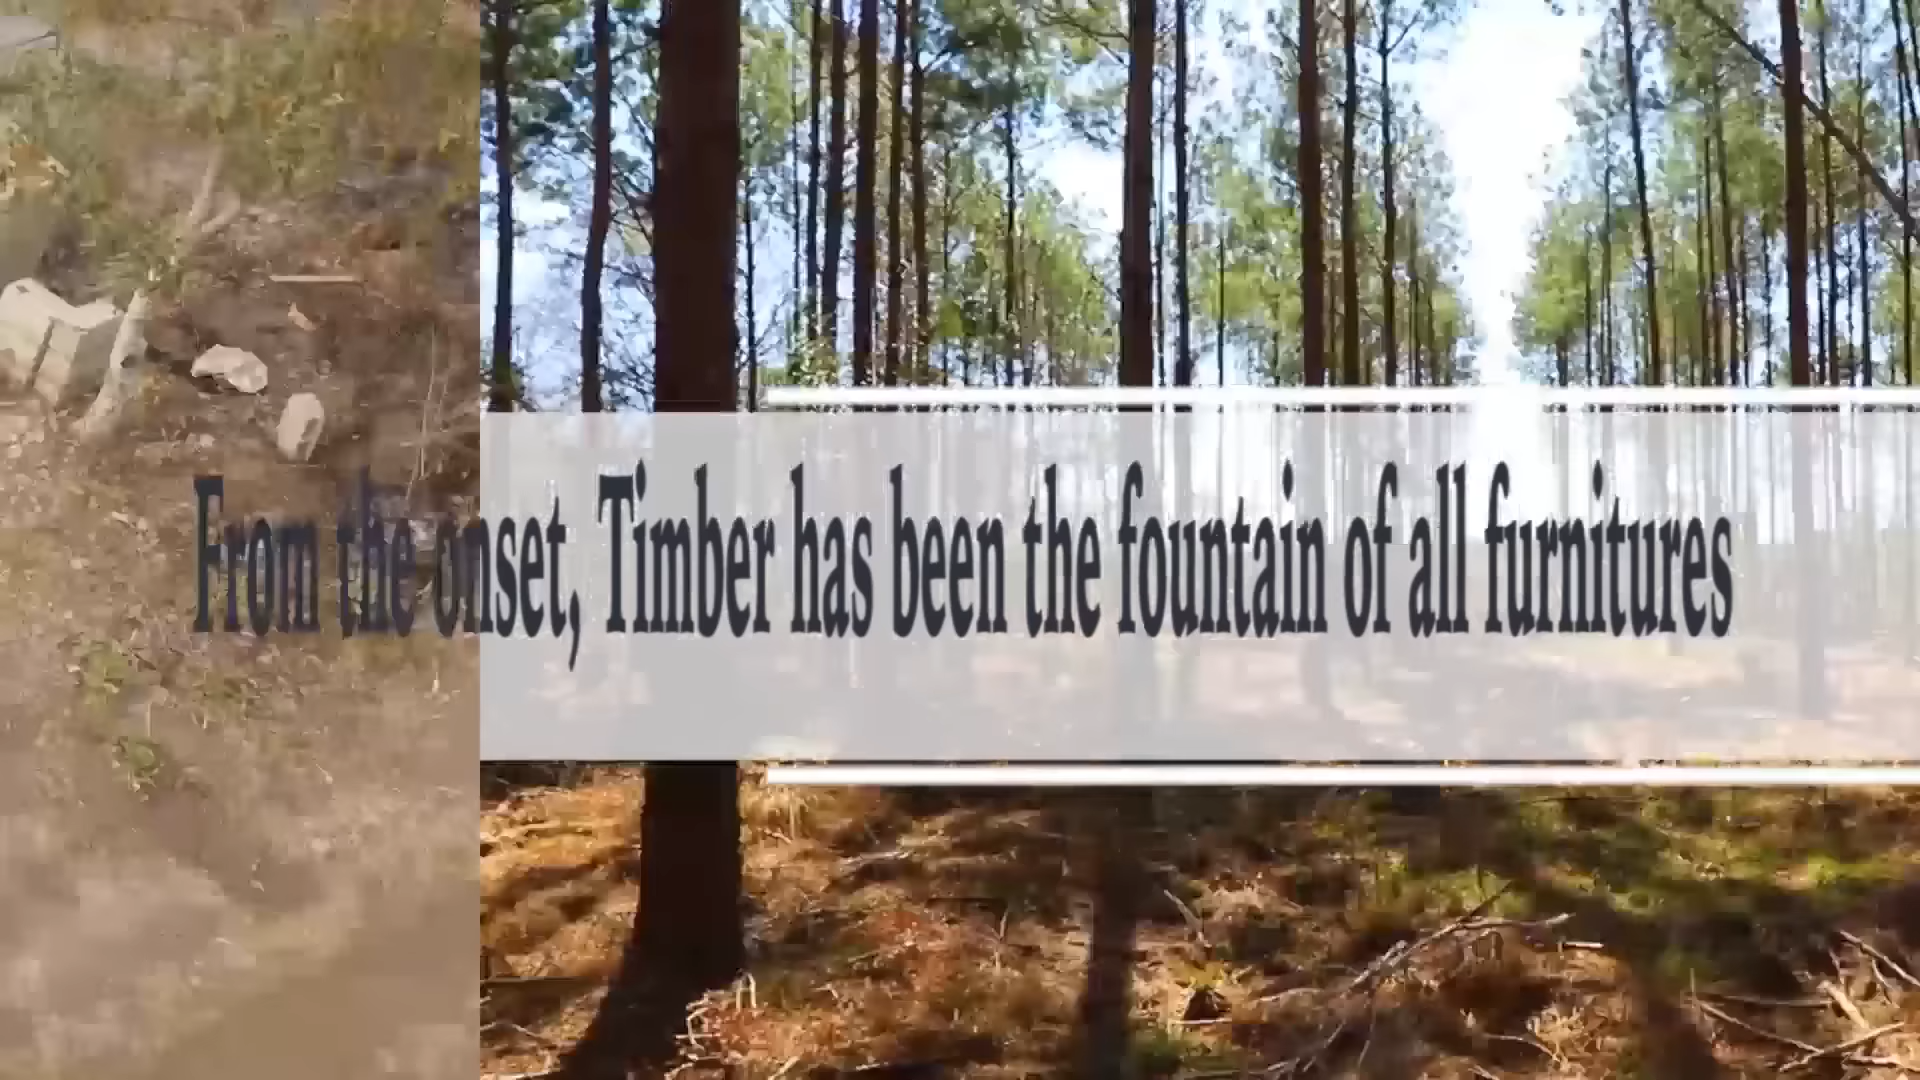 From the onset, Timber has been the fountain of all furnitures